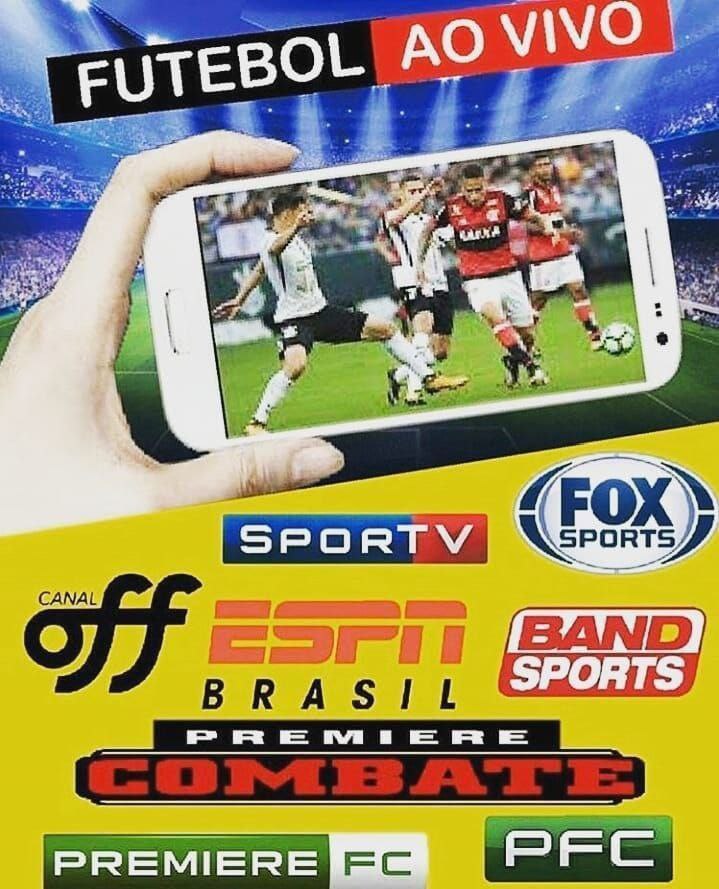 FUTEBOL AO VIVO
SPORTV
FOX
SPORTS
CANAL
off
ESPN
BRASIL
BAND
SPORTS
PREMIERE
COMBATE
PREMIERE FC
PFC